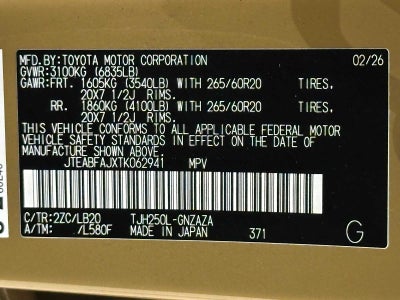 MFD.BY:TOYOTA MOTOR CORPORATION 02/26
GVWR:3100KG (6835LB)
GAWR:FRT. 1605KG (3540LB) WITH 265/60R20 TIRES,
20X7 1/2J RIMS.
RR. 1860KG (4100LB) WITH 265/60R20 TIRES,
20X7 1/2J RIMS.
THIS VEHICLE CONFORMS TO ALL APPLICABLE FEDERAL MOTOR
VEHICLE SAFETY STANDARDS IN EFFECT ON THE DATE OF
MANUFACTURE SHOWN ABOVE.
JTEABFAJXTK062941 MPV
C/TR:2ZC/LB20 TJH250L-GNZAZA
A/TM: /L580F MADE IN JAPAN 371 G